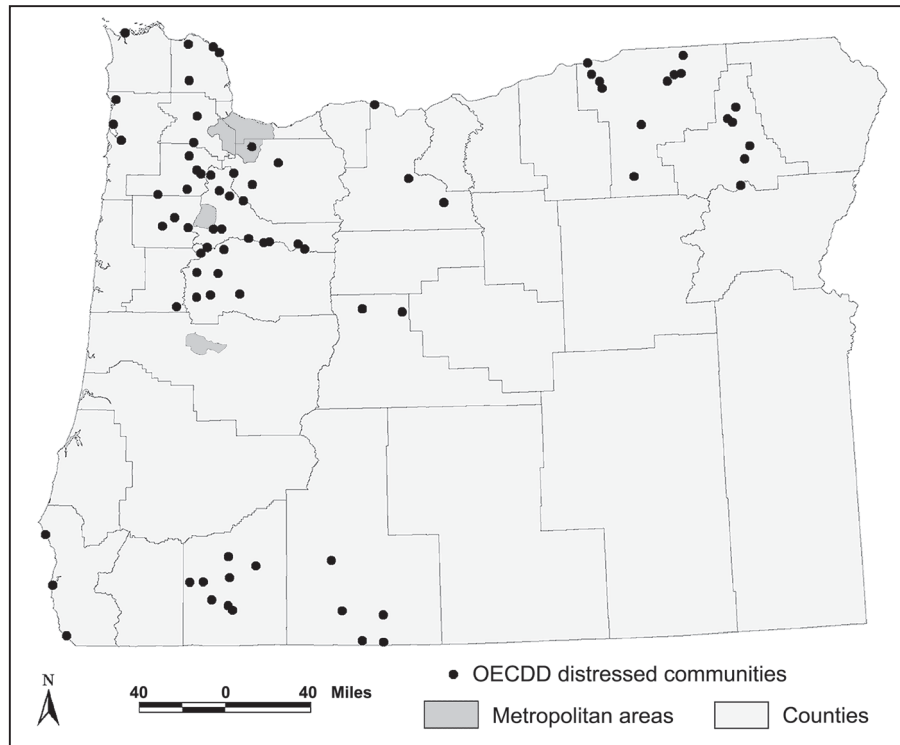 N
40 0 40 Miles
OECDD distressed communities
Metropolitan areas
Counties